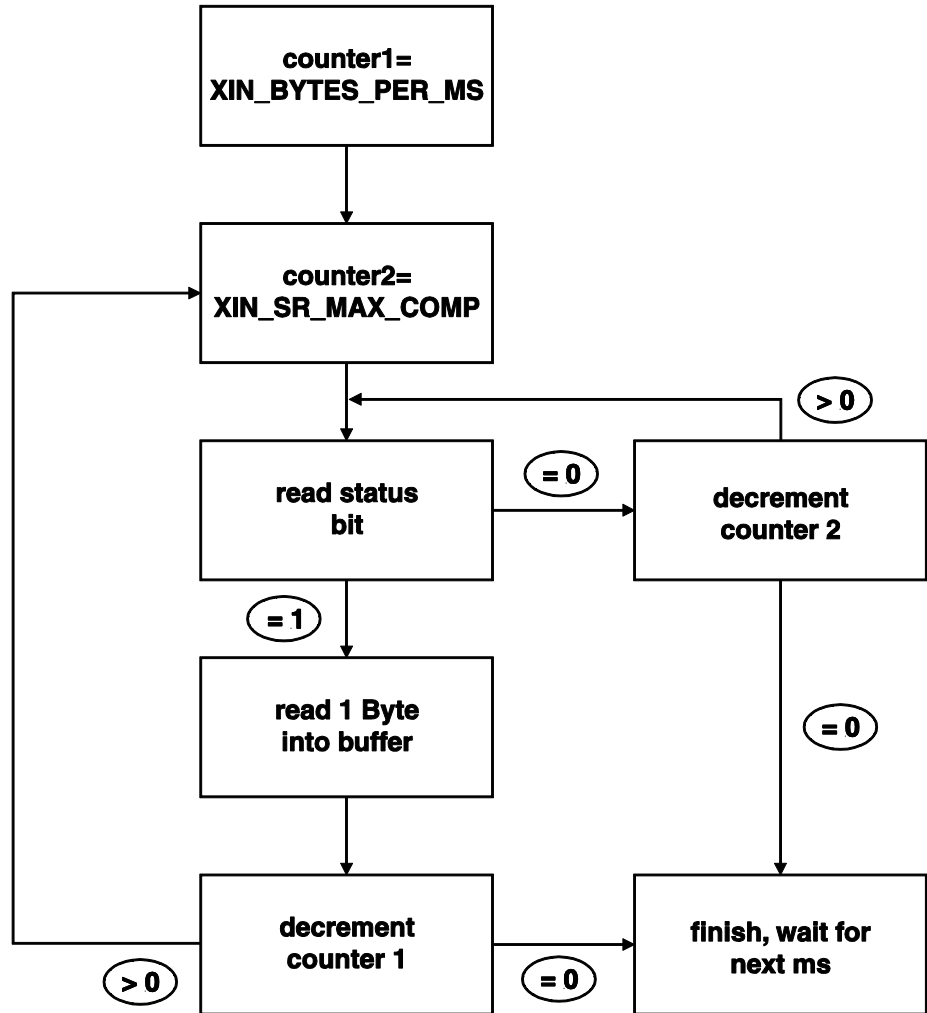 counter1=
XIN_BYTES_PER_MS
counter2=
XIN_SR_MAX_COMP
> 0
read status
bit
= 0
decrement
counter 2
= 1
read 1 Byte
into buffer
= 0
decrement
counter 1
finish, wait for
next ms
> 0
= 0